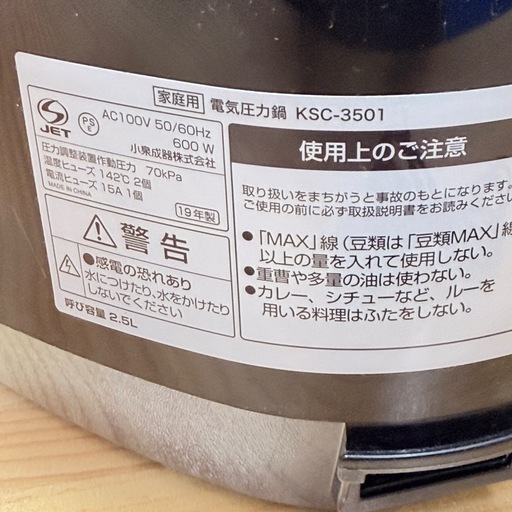 家庭用 電気圧力鍋 KSC-3501
S JET PS E AC100V 50/60Hz
600W
小泉成器株式会社
圧力調整装置作動圧力 70kPa
温度ヒューズ 142℃ 2個
電流ヒューズ 15A 1個
MADE IN CHINA
19年製
警告
●感電の恐れあり
水につけたり、水をかけたり
しないでください
呼び容量 2.5L
使用上のご注意
取り扱いをまちがうと事故のもとになります。
ご使用の前に必ず取扱説明書をお読みください
●「MAX」線(豆類は「豆類MAX」線
以上の量を入れて使用しない。
●重曹や多量の油は使わない。
●カレー、シチューなど、ルーを
用いる料理はふたをしない。